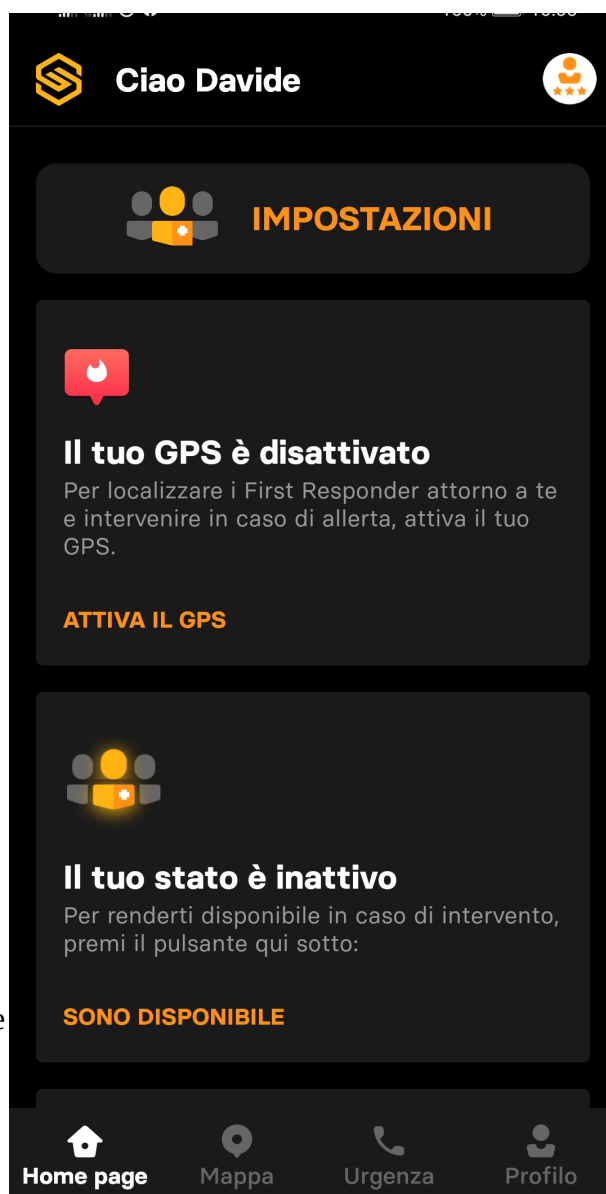 Ciao Davide
IMPOSTAZIONI
Il tuo GPS è disattivato
Per localizzare i First Responder attorno a te
e intervenire in caso di allerta, attiva il tuo
GPS.
ATTIVA IL GPS
Il tuo stato è inattivo
Per renderti disponibile in caso di intervento,
premi il pulsante qui sotto:
e
SONO DISPONIBILE
Home page
Mappa
Urgenza
Profilo